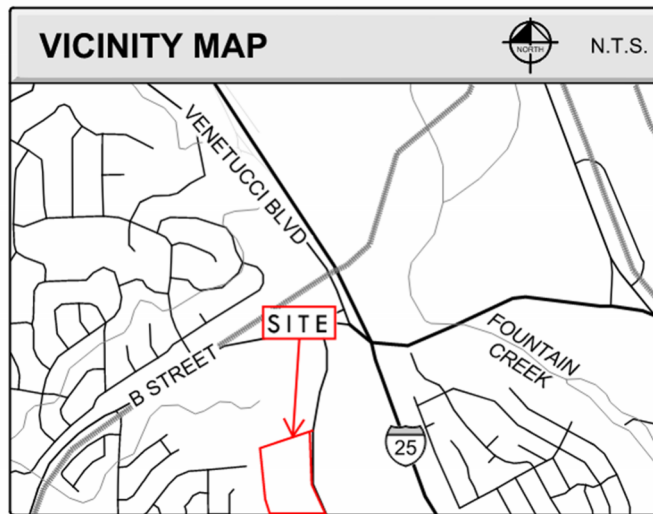 VICINITY MAP
NORTH
N.T.S.
VENETUCCI BLVD
SITE
B STREET
FOUNTAIN
CREEK
25